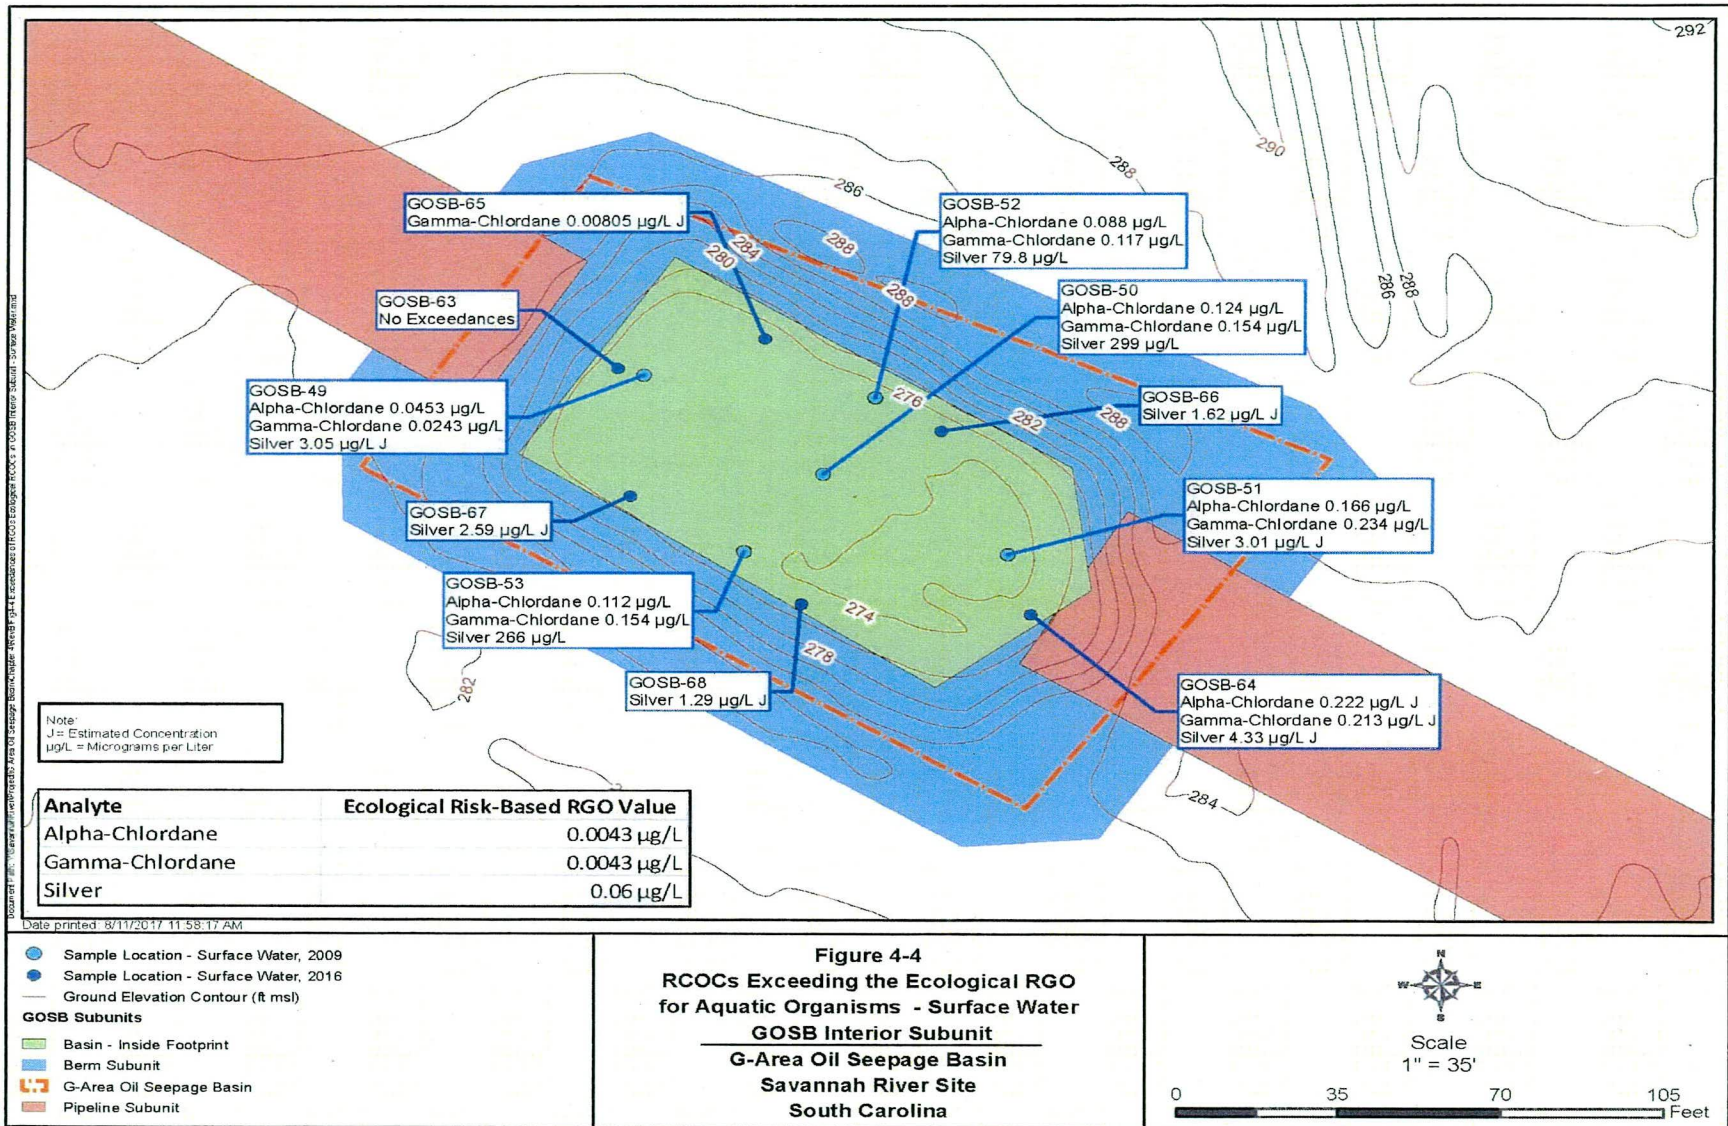 292
290
288
286
288
286
288
GOSB-65
Gamma-Chlordane 0.00805 µg/L J
GOSB-52
Alpha-Chlordane 0.088 µg/L
Gamma-Chlordane 0.117 µg/L
Silver 79.8 µg/L
284
280
288
288
GOSB-63
No Exceedances
GOSB-50
Alpha-Chlordane 0.124 µg/L
Gamma-Chlordane 0.154 µg/L
Silver 299 µg/L
GOSB-49
Alpha-Chlordane 0.0453 µg/L
Gamma-Chlordane 0.0243 µg/L
Silver 3.05 µg/L J
276
282
288
GOSB-66
Silver 1.62 µg/L J
GOSB-67
Silver 2.59 µg/L J
GOSB-51
Alpha-Chlordane 0.166 µg/L
Gamma-Chlordane 0.234 µg/L
Silver 3.01 µg/L J
GOSB-53
Alpha-Chlordane 0.112 µg/L
Gamma-Chlordane 0.154 µg/L
Silver 266 µg/L
274
278
282
GOSB-68
Silver 1.29 µg/L J
GOSB-64
Alpha-Chlordane 0.222 µg/L J
Gamma-Chlordane 0.213 µg/L J
Silver 4.33 µg/L J
284
Note:
J = Estimated Concentration
µg/L = Micrograms per Liter
Analyte Ecological Risk-Based RGO Value
Alpha-Chlordane 0.0043 µg/L
Gamma-Chlordane 0.0043 µg/L
Silver 0.06 µg/L
Date printed: 8/11/2017 11:58:17 AM
Sample Location - Surface Water, 2009
Sample Location - Surface Water, 2016
Ground Elevation Contour (ft msl)
GOSB Subunits
Basin - Inside Footprint
Berm Subunit
G-Area Oil Seepage Basin
Pipeline Subunit
Figure 4-4
RCOCs Exceeding the Ecological RGO
for Aquatic Organisms - Surface Water
GOSB Interior Subunit
G-Area Oil Seepage Basin
Savannah River Site
South Carolina
N
W E
S
Scale
1" = 35'
0 35 70 105
Feet